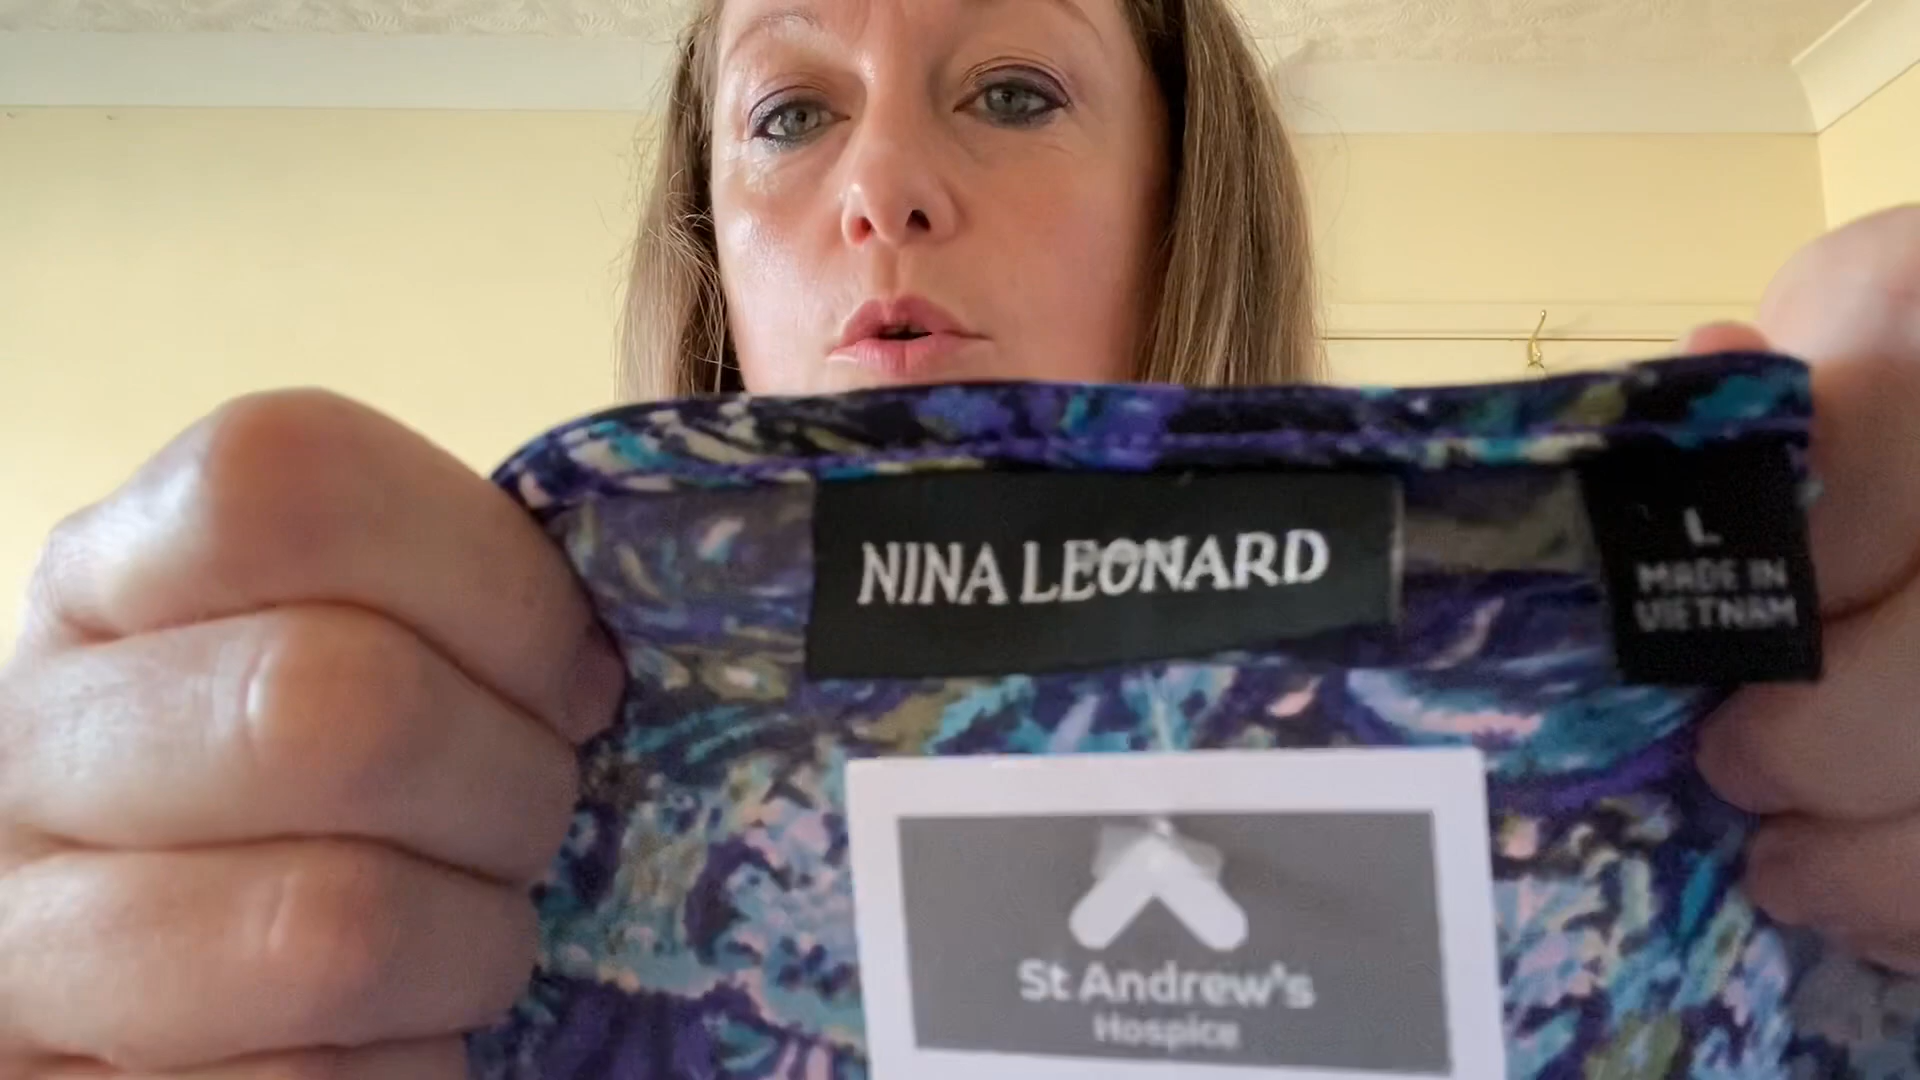 NINA LEONARD
L
MADE IN
VIETNAM
St Andrew's
Hospice